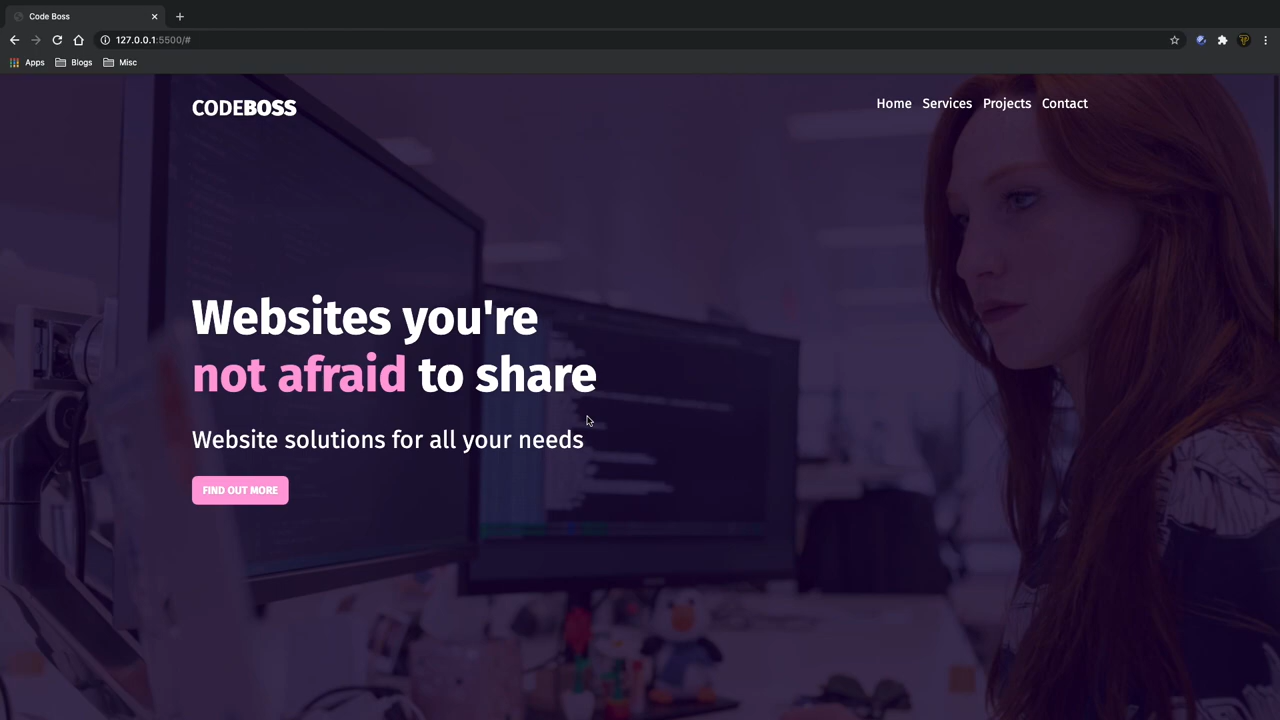 Code Boss
127.0.0.1:5500/#
Apps Blogs Misc
CODEBOSS
Home Services Projects Contact
Websites you're
not afraid to share
Website solutions for all your needs
FIND OUT MORE